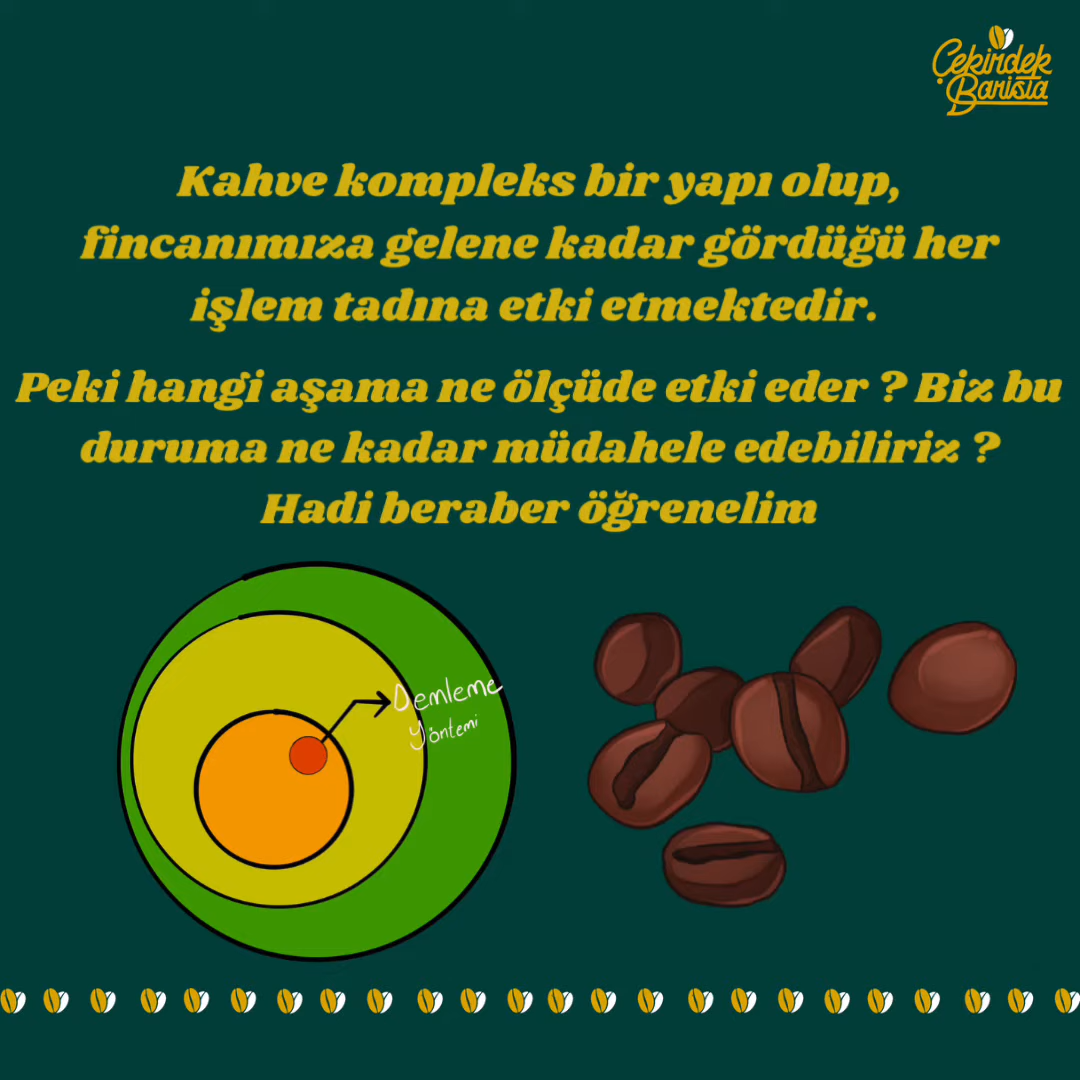 Çekirdek
Barista
Kahve kompleks bir yapı olup,
fincanımıza gelene kadar gördüğü her
işlem tadına etki etmektedir.
Peki hangi aşama ne ölçüde etki eder ? Biz bu
duruma ne kadar müdahele edebiliriz ?
Hadi beraber öğrenelim
Demleme
yöntemi